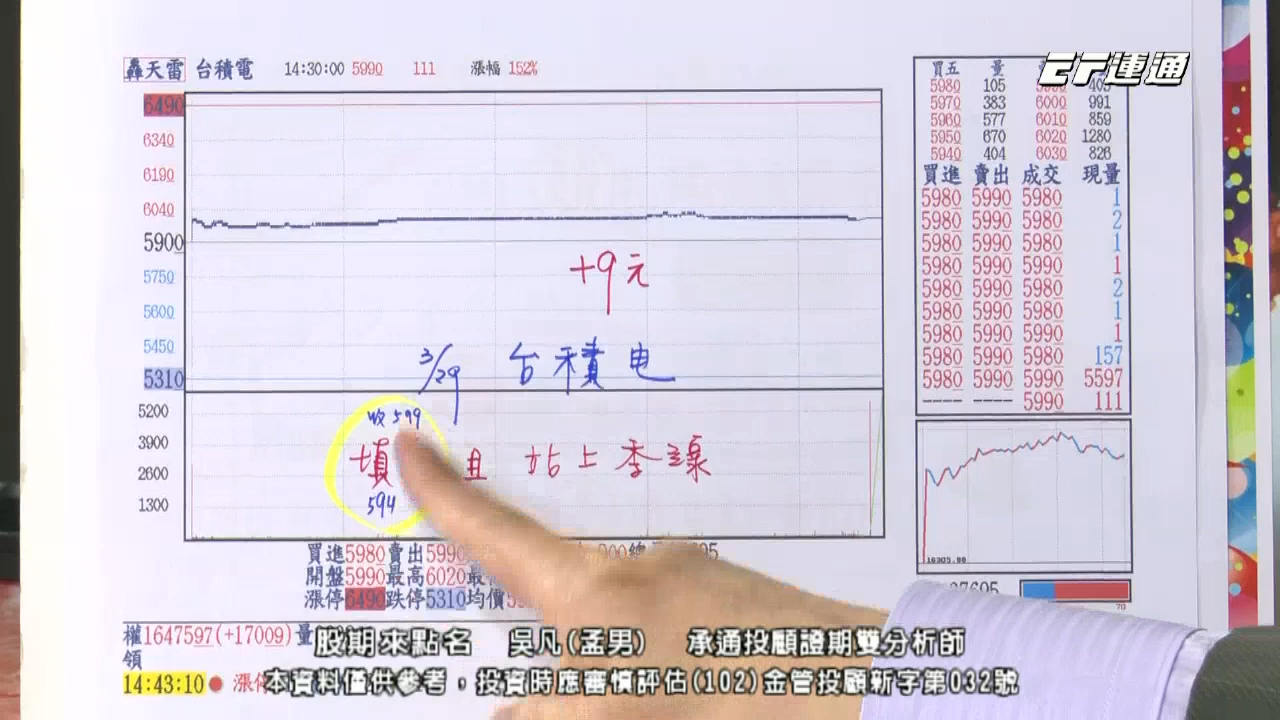 轟天雷 台積電 14:30:00 5990 111 漲幅 1.52%
EF連通
買五 量
5980 105 405
5970 383 6000 991
5960 577 6010 859
5950 670 6020 1280
5940 404 6030 826
買進 賣出 成交 現量
5980 5990 5980 1
5980 5990 5980 2
5980 5990 5980 1
5980 5990 5980 1
5980 5990 5980 2
5980 5990 5980 1
5980 5990 5980 1
5980 5990 5980 157
5980 5990 5990 5597
---- ---- 5990 111
6490
6340
6190
6040
5900
5750
5600
5450
5310
5200
3900
2600
1300
+9元
3/29 台積电
收599
填 且 站上季線
594
16305.88
買進5980賣出5990
開盤5990最高6020最
漲停6490跌停5310均價
70
權1647597(+17009)量
領
14:43:10
股期來點名 吳凡(孟男) 承通投顧證期雙分析師
本資料僅供參考，投資時應審慎評估(102)金管投顧新字第032號